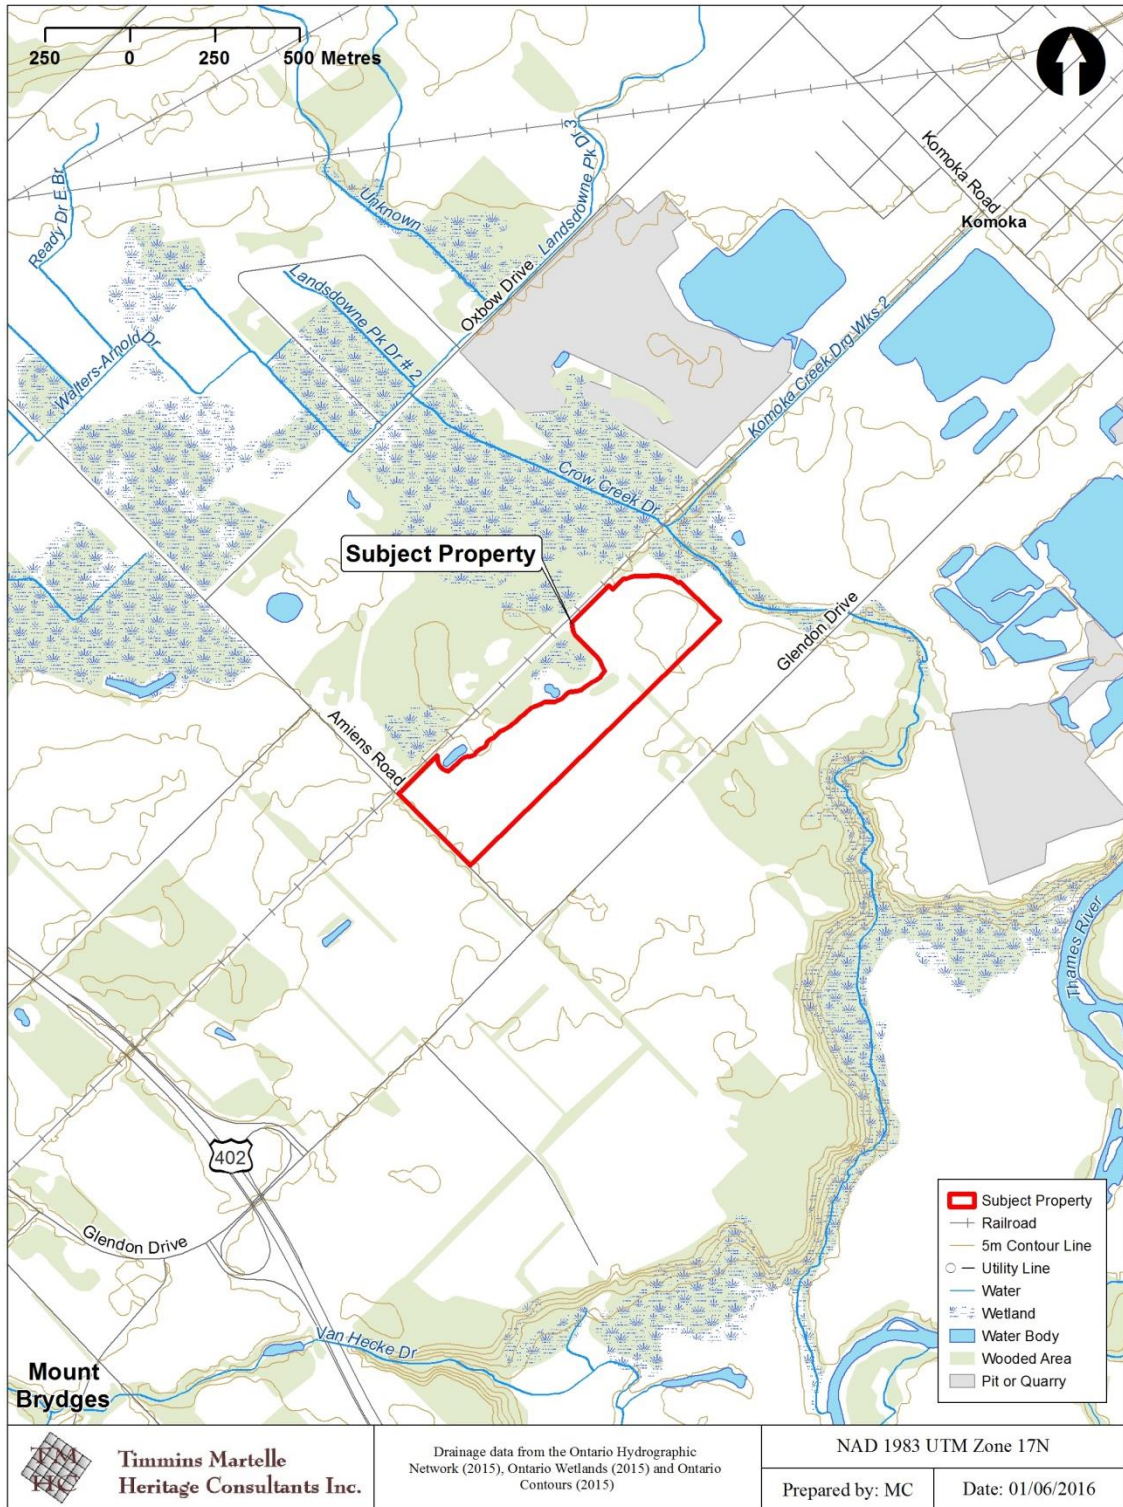 250 0 250 500 Metres
Komoka Road
Komoka
Landsdowne Pk Dr 3
Unknown
Ready Dr E Br
Oxbow Drive
Landsdowne Pk Dr # 2
Walters-Arnold Dr
Komoka Creek Drg Wks 2
Crow Creek Dr
Subject Property
Glendon Drive
Amiens Road
Thames River
402
Glendon Drive
Van Hecke Dr
Mount
Brydges
Subject Property
Railroad
5m Contour Line
Utility Line
Water
Wetland
Water Body
Wooded Area
Pit or Quarry
TM
HC
Timmins Martelle
Heritage Consultants Inc.
Drainage data from the Ontario Hydrographic
Network (2015), Ontario Wetlands (2015) and Ontario
Contours (2015)
NAD 1983 UTM Zone 17N
Prepared by: MC
Date: 01/06/2016